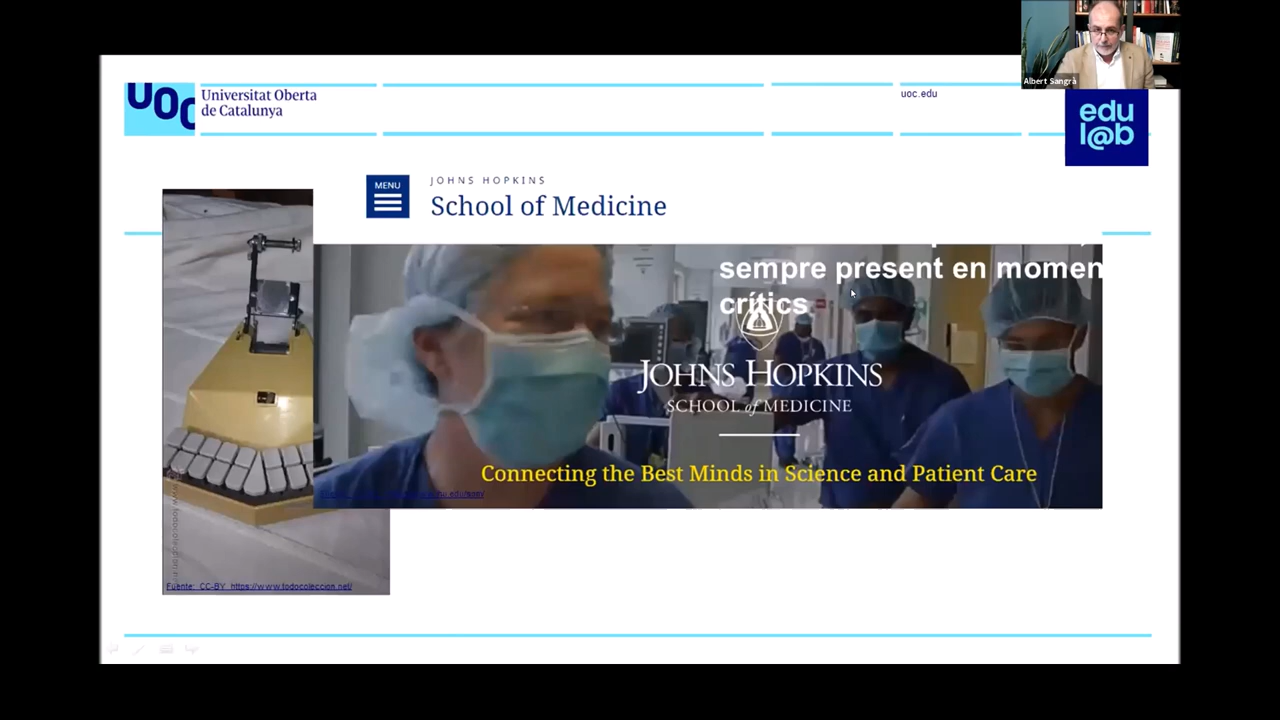 Albert Sangrà
UOC
Universitat Oberta
de Catalunya
uoc.edu
edu
l@b
MENU
JOHNS HOPKINS
School of Medicine
sempre present en momen
crítics
JOHNS HOPKINS
SCHOOL of MEDICINE
Connecting the Best Minds in Science and Patient Care
Fuente: CC-BY https://www.todocoleccion.net/